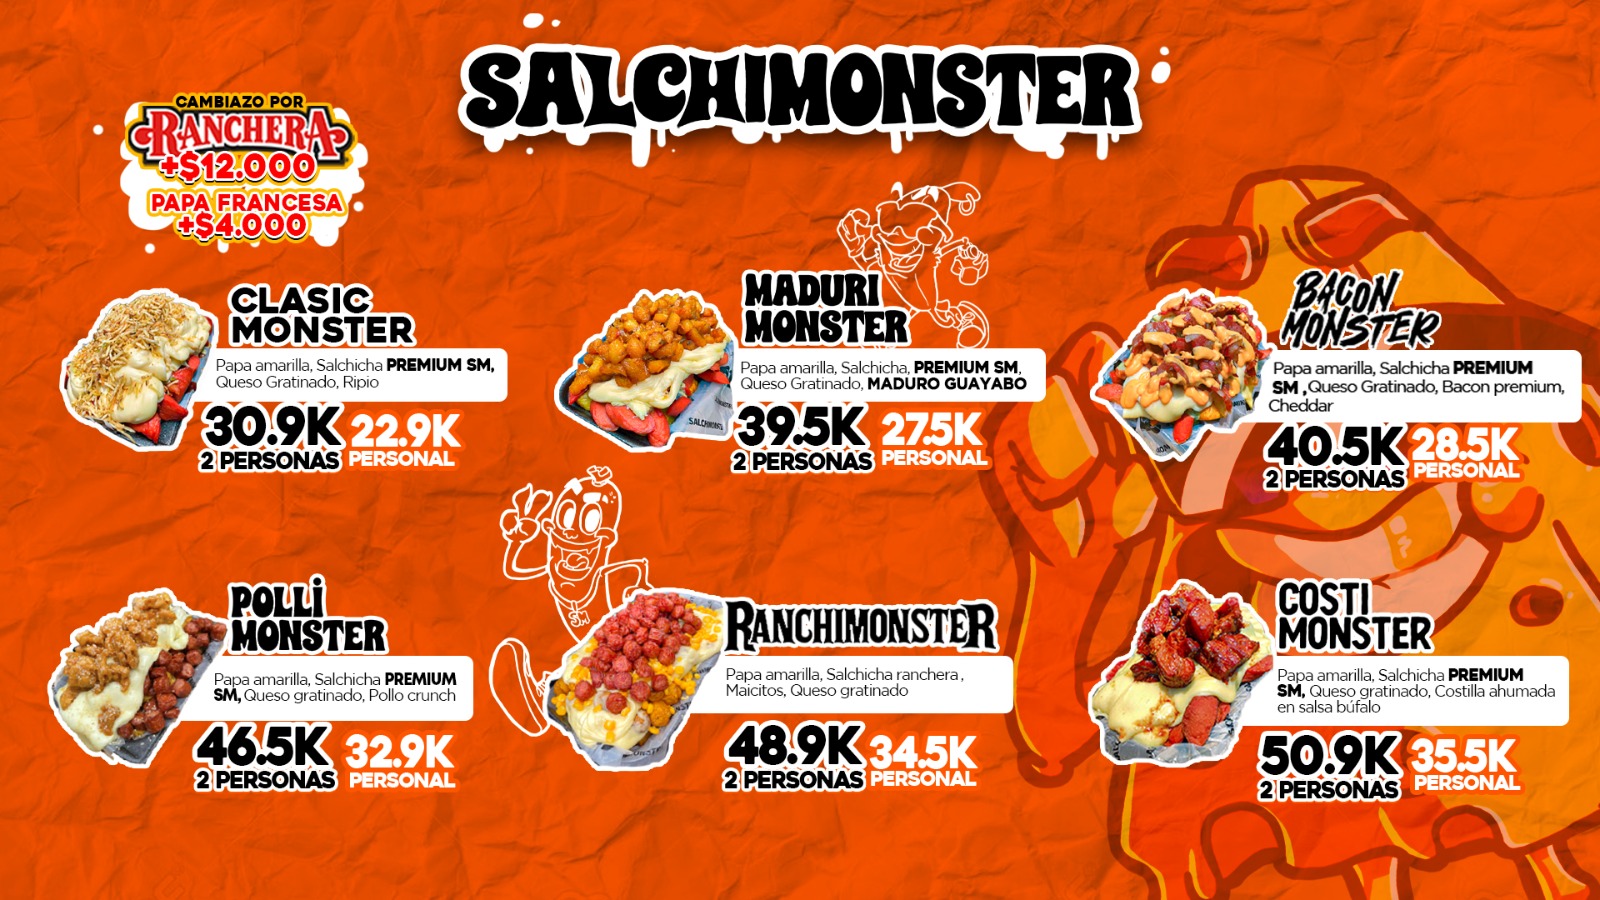 SALCHIMONSTER
CAMBIAZO POR
RANCHERA
+$12.000
PAPA FRANCESA
+$4.000
CLASIC
MONSTER
Papa amarilla, Salchicha PREMIUM SM,
Queso Gratinado, Ripio
30.9K 22.9K
2 PERSONAS PERSONAL
MADURI
MONSTER
Papa amarilla, Salchicha, PREMIUM SM,
Queso Gratinado, MADURO GUAYABO
39.5K 27.5K
2 PERSONAS PERSONAL
BACON
MONSTER
Papa amarilla, Salchicha PREMIUM
SM ,Queso Gratinado, Bacon premium,
Cheddar
40.5K 28.5K
2 PERSONAS PERSONAL
POLLI
MONSTER
Papa amarilla, Salchicha PREMIUM
SM, Queso gratinado, Pollo crunch
46.5K 32.9K
2 PERSONAS PERSONAL
SM
RANCHIMONSTER
Papa amarilla, Salchicha ranchera ,
Maicitos, Queso gratinado
48.9K 34.5K
2 PERSONAS PERSONAL
COSTI
MONSTER
Papa amarilla, Salchicha PREMIUM
SM, Queso gratinado, Costilla ahumada
en salsa búfalo
50.9K 35.5K
2 PERSONAS PERSONAL